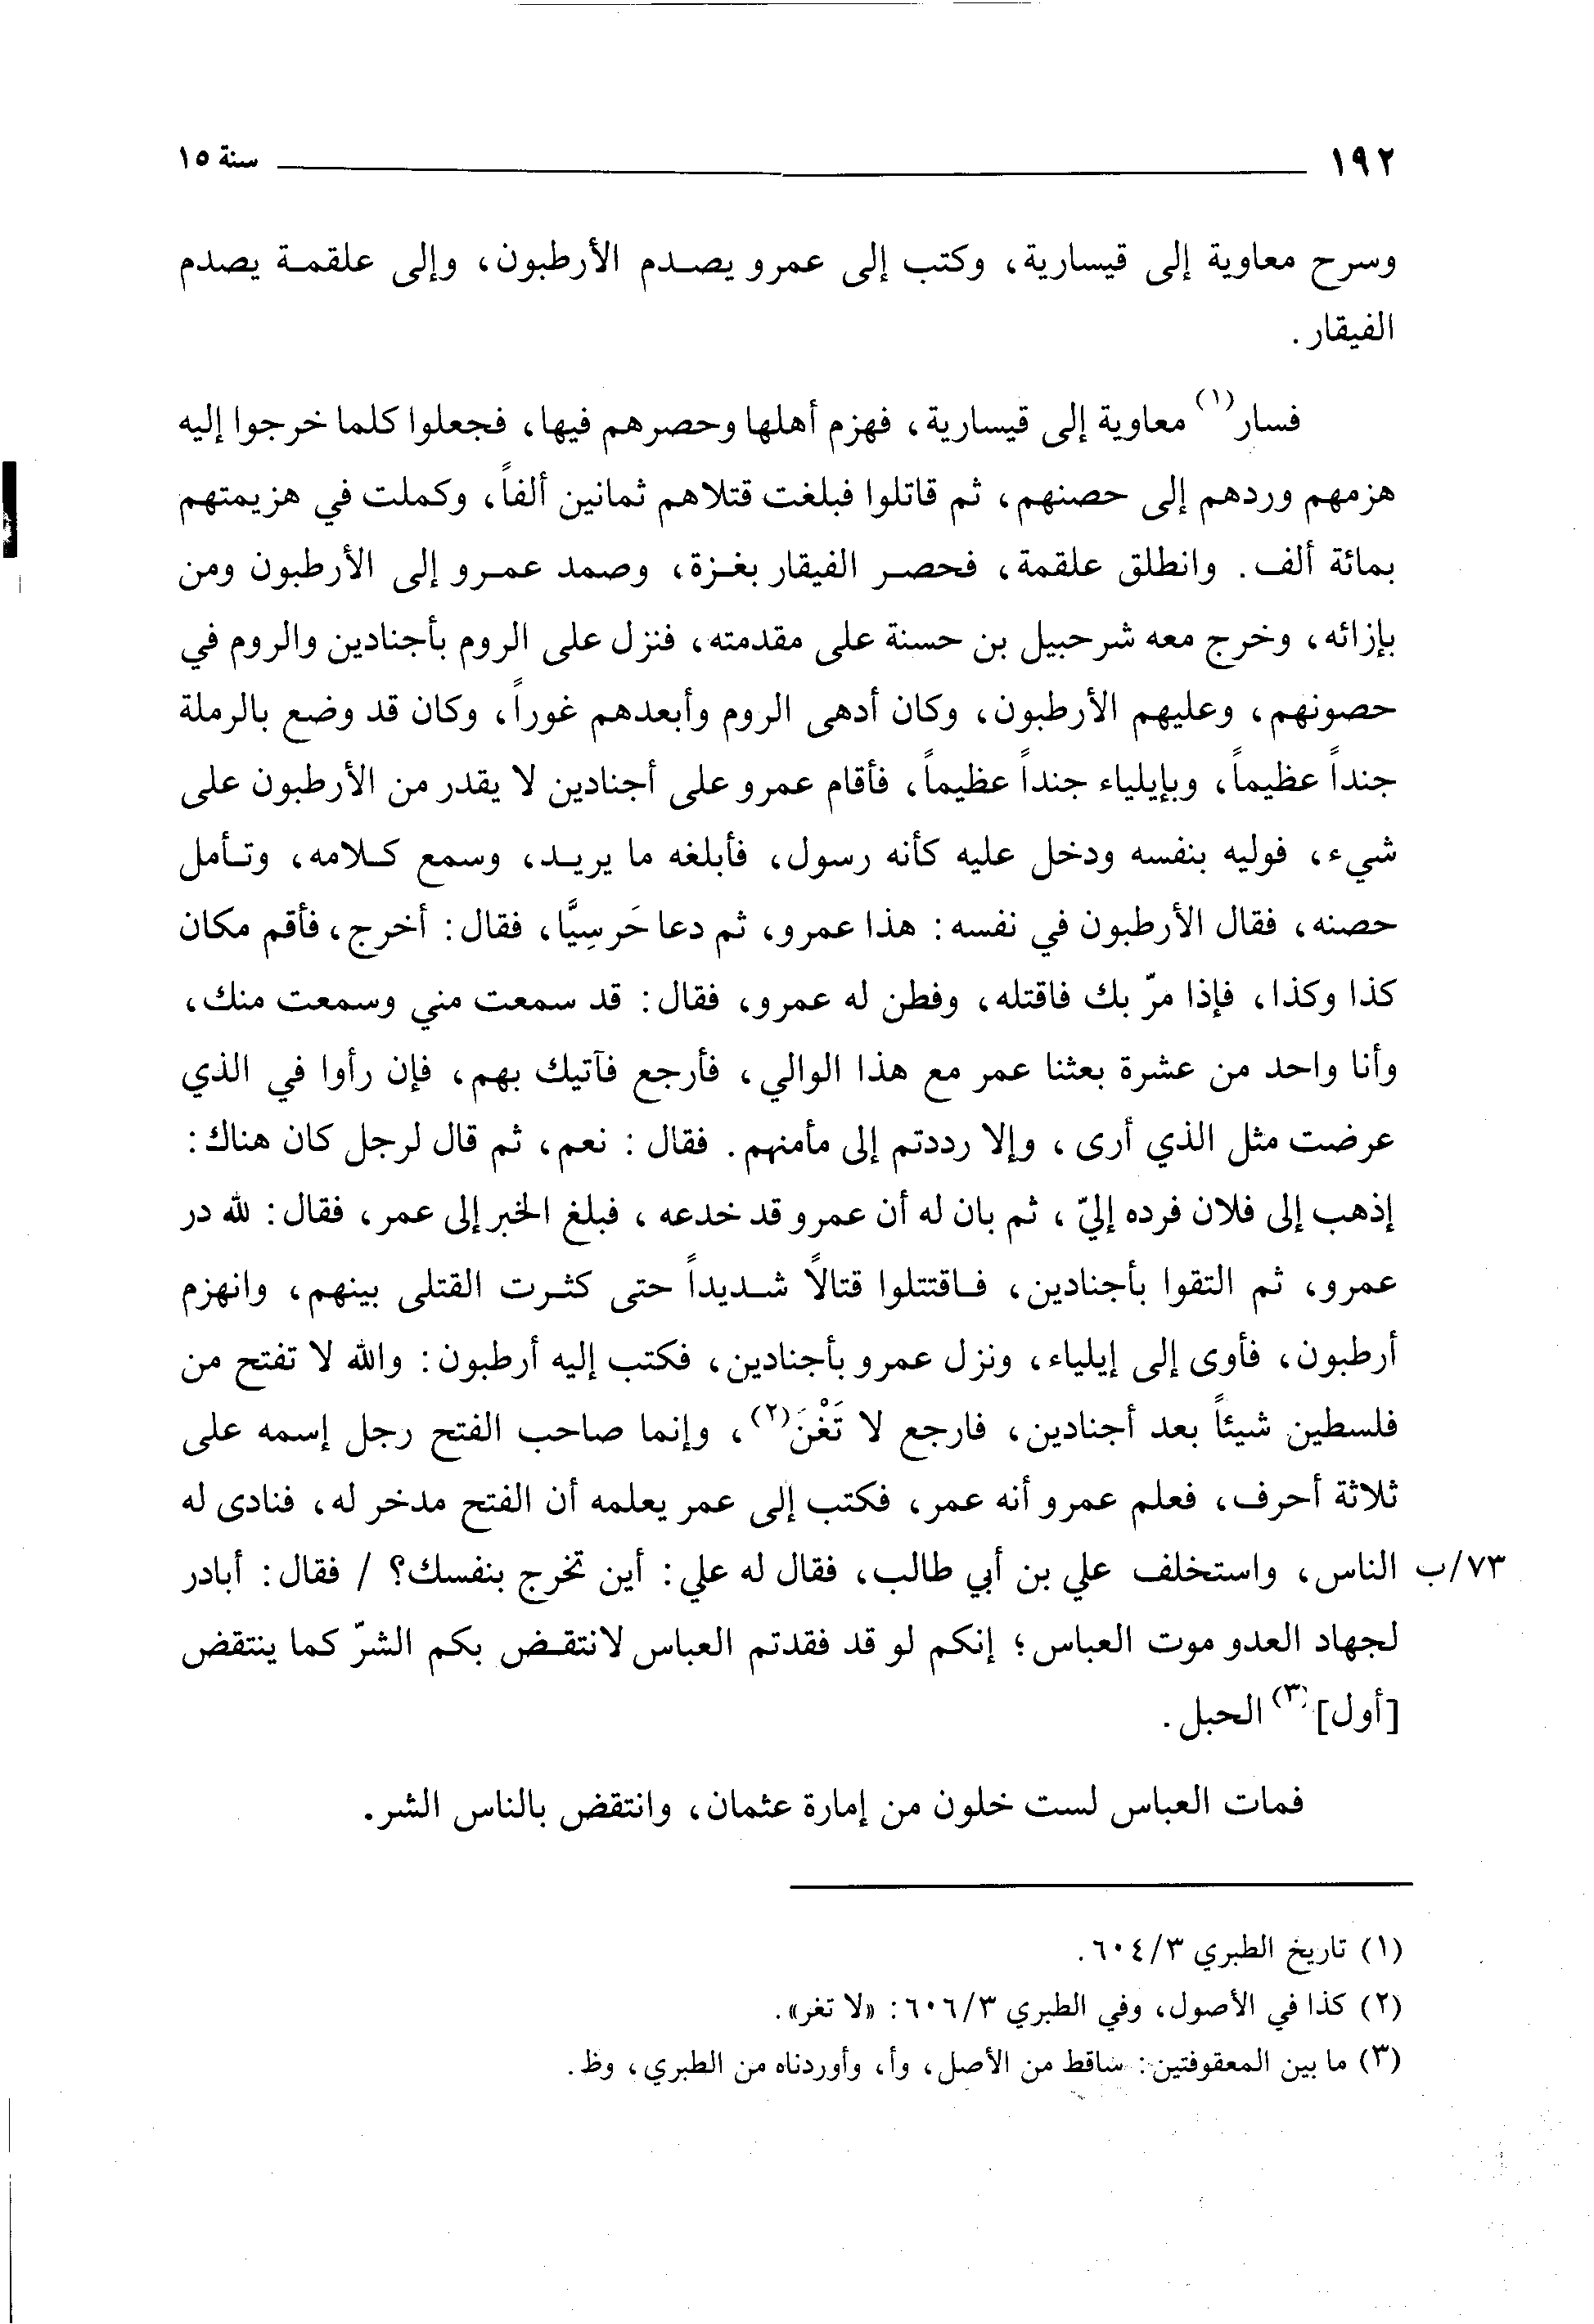 ١٩٢ سنة ١٥
وسرح معاوية إلى قيسارية، وكتب إلى عمرو يصدم الأرطبون، وإلى علقمة يصدم
الفيقار.
فسار(١) معاوية إلى قيسارية، فهزم أهلها وحصرهم فيها، فجعلوا كلما خرجوا إليه
هزمهم وردهم إلى حصنهم، ثم قاتلوا فبلغت قتلاهم ثمانين ألفاً، وكملت في هزيمتهم
بمائة ألف. وانطلق علقمة، فحصر الفيقار بغزة، وصمد عمرو إلى الأرطبون ومن
بإزائه، وخرج معه شرحبيل بن حسنة على مقدمته، فنزل على الروم بأجنادين والروم في
حصونهم، وعليهم الأرطبون، وكان أدهى الروم وأبعدهم غوراً، وكان قد وضع بالرملة
جنداً عظيماً، وبإيلياء جنداً عظيماً، فأقام عمرو على أجنادين لا يقدر من الأرطبون على
شيء، فوليه بنفسه ودخل عليه كأنه رسول، فأبلغه ما يريد، وسمع كلامه، وتأمل
حصنه، فقال الأرطبون في نفسه: هذا عمرو، ثم دعا حَرسِيًّا، فقال: أخرج، فأقم مكان
كذا وكذا، فإذا مرّ بك فاقتله، وفطن له عمرو، فقال: قد سمعت مني وسمعت منك،
وأنا واحد من عشرة بعثنا عمر مع هذا الوالي، فأرجع فآتيك بهم، فإن رأوا في الذي
عرضت مثل الذي أرى، وإلا رددتم إلى مأمنهم. فقال: نعم، ثم قال لرجل كان هناك:
إذهب إلى فلان فرده إليّ، ثم بان له أن عمرو قد خدعه، فبلغ الخبر إلى عمر، فقال: لله در
عمرو، ثم التقوا بأجنادين، فاقتتلوا قتالاً شديداً حتى كثرت القتلى بينهم، وانهزم
أرطبون، فأوى إلى إيلياء، ونزل عمرو بأجنادين، فكتب إليه أرطبون: والله لا تفتح من
فلسطين شيئاً بعد أجنادين، فارجع لا تَغْنَ(٢)، وإنما صاحب الفتح رجل إسمه على
ثلاثة أحرف، فعلم عمرو أنه عمر، فكتب إلى عمر يعلمه أن الفتح مدخر له، فنادى له
٧٣/ب الناس، واستخلف علي بن أبي طالب، فقال له علي: أين تخرج بنفسك؟ / فقال: أبادر
لجهاد العدو موت العباس؛ إنكم لو قد فقدتم العباس لانتقض بكم الشرّ كما ينتقض
[أول](٣) الحبل.
فمات العباس لست خلون من إمارة عثمان، وانتقض بالناس الشر.
(١) تاريخ الطبري ٦٠٤/٣.
(٢) كذا في الأصول، وفي الطبري ٦٠٦/٣: «لا تغر».
(٣) ما بين المعقوفتين: ساقط من الأصل، وأ، وأوردناه من الطبري، وظ.